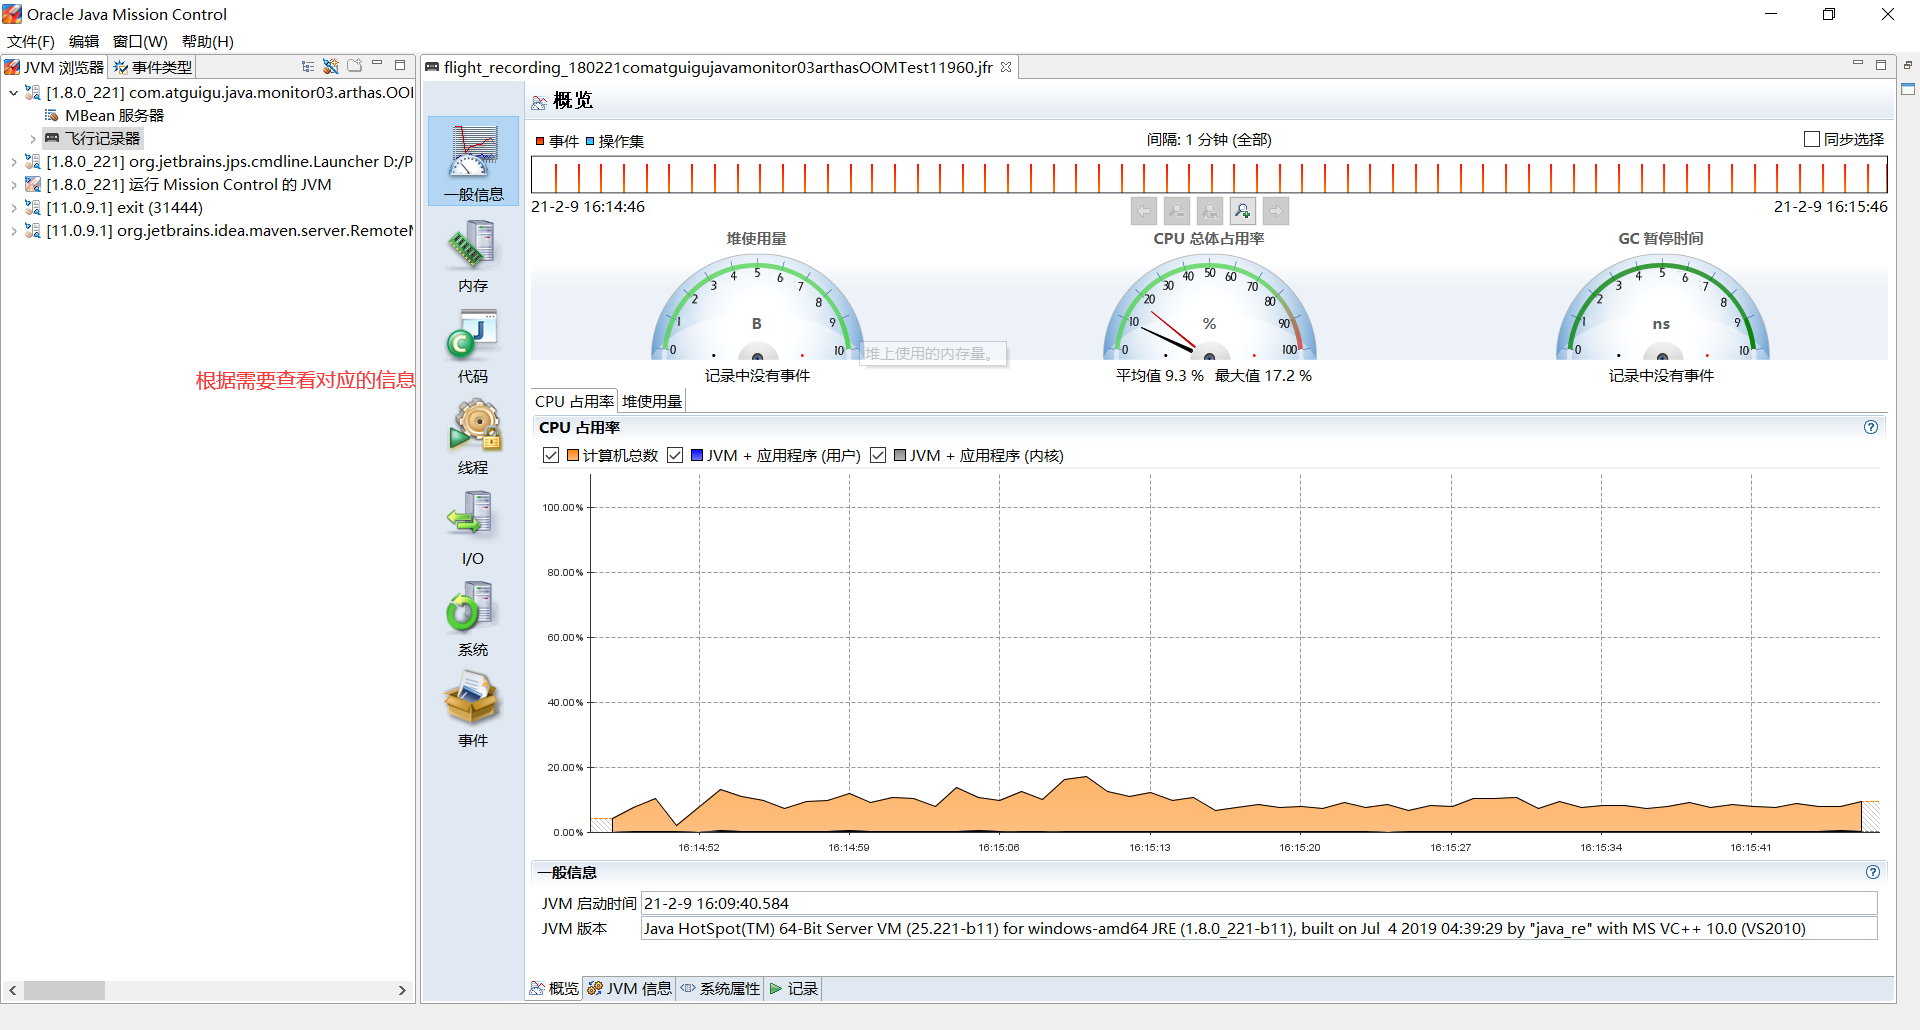 Oracle Java Mission Control
文件(F) 编辑 窗口(W) 帮助(H)
JVM 浏览器 事件类型
[1.8.0_221] com.atguigu.java.monitor03.arthas.OOI
MBean 服务器
飞行记录器
[1.8.0_221] org.jetbrains.jps.cmdline.Launcher D:/P
[1.8.0_221] 运行 Mission Control 的 JVM
[11.0.9.1] exit (31444)
[11.0.9.1] org.jetbrains.idea.maven.server.RemoteM
根据需要查看对应的信息
flight_recording_180221comatguigujavamonitor03arthasOOMTest11960.jfr
一般信息
内存
代码
线程
I/O
系统
事件
概览
事件 操作集
间隔: 1 分钟 (全部)
同步选择
21-2-9 16:14:46
21-2-9 16:15:46
堆使用量
0 1 2 3 4 5 6 7 8 9 10
B
记录中没有事件
堆上使用的内存量。
CPU 总体占用率
0 10 20 30 40 50 60 70 80 90 100
%
平均值 9.3 % 最大值 17.2 %
GC 暂停时间
0 1 2 3 4 5 6 7 8 9 10
ns
记录中没有事件
CPU 占用率 堆使用量
CPU 占用率
计算机总数 JVM + 应用程序 (用户) JVM + 应用程序 (内核)
100.00%
80.00%
60.00%
40.00%
20.00%
0.00%
16:14:52 16:14:59 16:15:06 16:15:13 16:15:20 16:15:27 16:15:34 16:15:41
一般信息
JVM 启动时间 21-2-9 16:09:40.584
JVM 版本 Java HotSpot(TM) 64-Bit Server VM (25.221-b11) for windows-amd64 JRE (1.8.0_221-b11), built on Jul 4 2019 04:39:29 by "java_re" with MS VC++ 10.0 (VS2010)
概览 JVM 信息 系统属性 记录